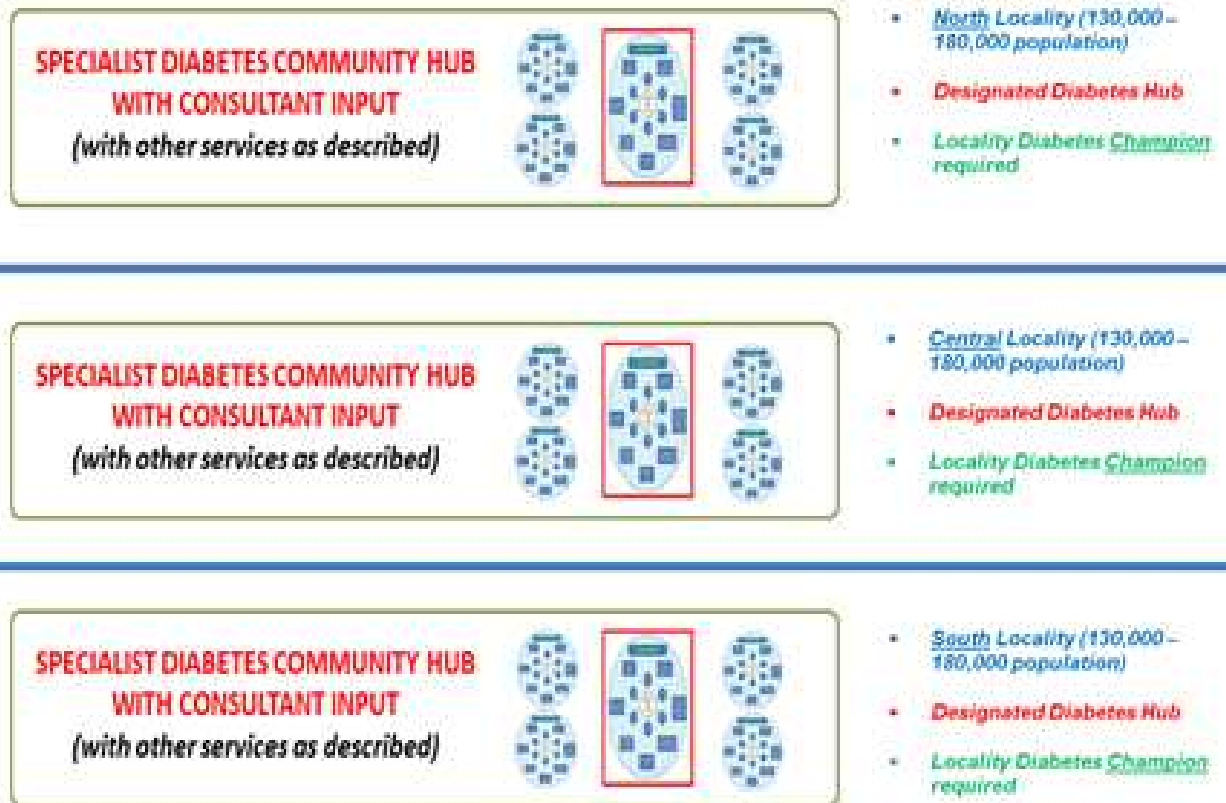 SPECIALIST DIABETES COMMUNITY HUB
WITH CONSULTANT INPUT
(with other services as described)
• North Locality (130,000 –
180,000 population)
• Designated Diabetes Hub
• Locality Diabetes Champion
required
SPECIALIST DIABETES COMMUNITY HUB
WITH CONSULTANT INPUT
(with other services as described)
• Central Locality (130,000 –
180,000 population)
• Designated Diabetes Hub
• Locality Diabetes Champion
required
SPECIALIST DIABETES COMMUNITY HUB
WITH CONSULTANT INPUT
(with other services as described)
• South Locality (130,000 –
180,000 population)
• Designated Diabetes Hub
• Locality Diabetes Champion
required